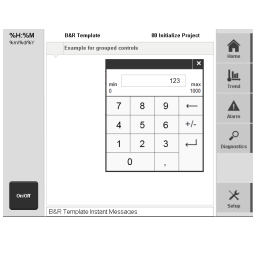 %H:%M
%m/%d/%Y
B&R Template
00 Initialize Project
Example for grouped controls
×
123
min
0
max
1000
7 8 9 ←
4 5 6 +/-
1 2 3
0 ,
Home
Trend
Alarm
Diagnostics
Setup
On/Off
B&R Template Instant Messages